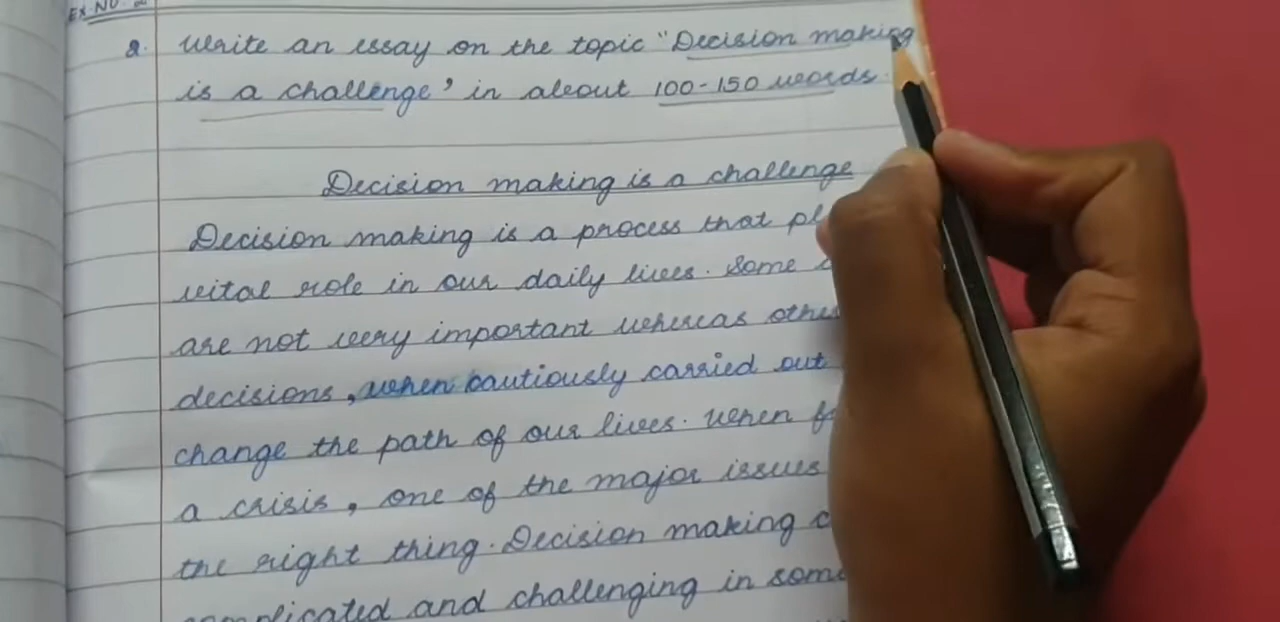 Ex. NO. 2
2. Write an essay on the topic "Decision making
is a challenge' in about 100-150 words.
Decision making is a challenge
Decision making is a process that
vital role in our daily lives. Some
are not very important whereas
decisions, when cautiously carried out
change the path of our lives. When
a crisis, one of the major issues
the right thing. Decision making
complicated and challenging in